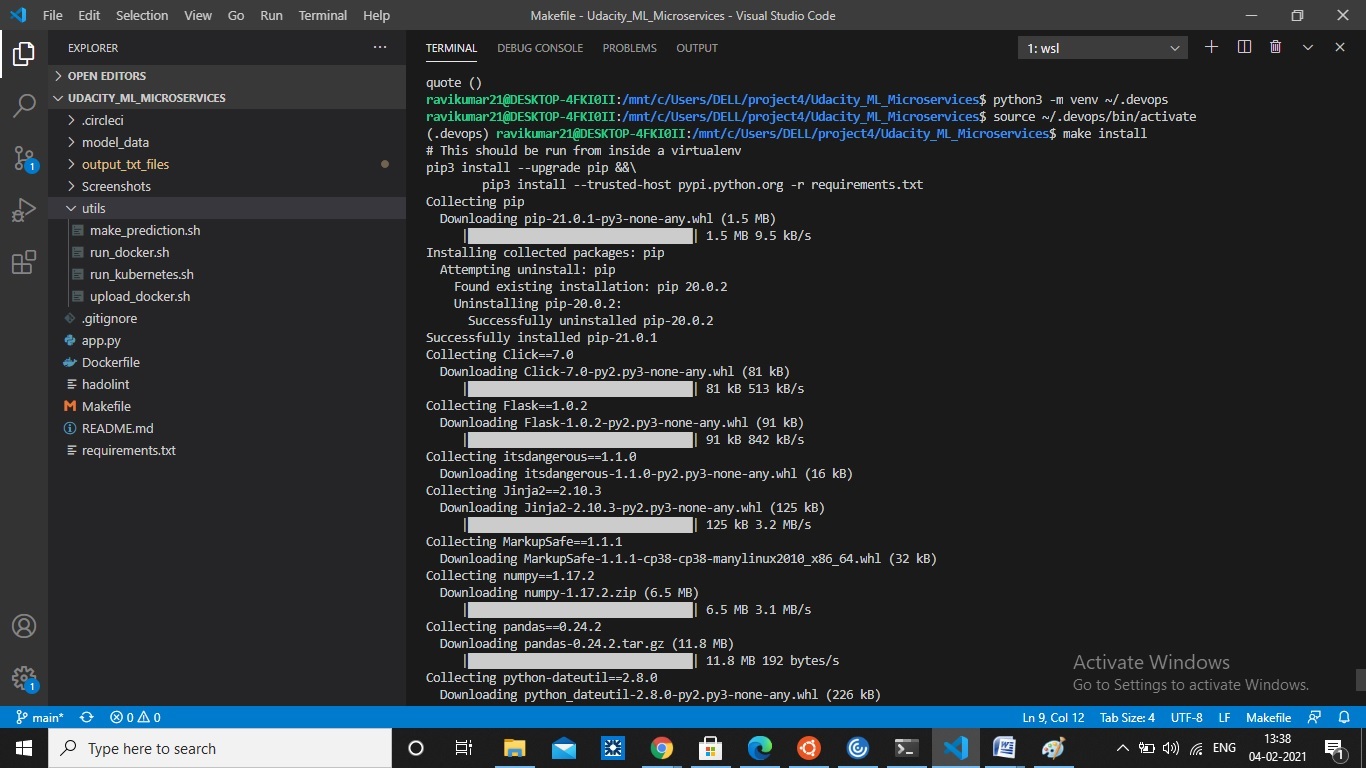 File Edit Selection View Go Run Terminal Help
Makefile - Udacity_ML_Microservices - Visual Studio Code
EXPLORER
OPEN EDITORS
UDACITY_ML_MICROSERVICES
.circleci
model_data
output_txt_files
Screenshots
utils
make_prediction.sh
run_docker.sh
run_kubernetes.sh
upload_docker.sh
.gitignore
app.py
Dockerfile
hadolint
Makefile
README.md
requirements.txt
1
1
TERMINAL DEBUG CONSOLE PROBLEMS OUTPUT
1: wsl
quote ()
ravikumar21@DESKTOP-4FKI0II:/mnt/c/Users/DELL/project4/Udacity_ML_Microservices$ python3 -m venv ~/.devops
ravikumar21@DESKTOP-4FKI0II:/mnt/c/Users/DELL/project4/Udacity_ML_Microservices$ source ~/.devops/bin/activate
(.devops) ravikumar21@DESKTOP-4FKI0II:/mnt/c/Users/DELL/project4/Udacity_ML_Microservices$ make install
# This should be run from inside a virtualenv
pip3 install --upgrade pip &&\
pip3 install --trusted-host pypi.python.org -r requirements.txt
Collecting pip
Downloading pip-21.0.1-py3-none-any.whl (1.5 MB)
| | 1.5 MB 9.5 kB/s
Installing collected packages: pip
Attempting uninstall: pip
Found existing installation: pip 20.0.2
Uninstalling pip-20.0.2:
Successfully uninstalled pip-20.0.2
Successfully installed pip-21.0.1
Collecting Click==7.0
Downloading Click-7.0-py2.py3-none-any.whl (81 kB)
| | 81 kB 513 kB/s
Collecting Flask==1.0.2
Downloading Flask-1.0.2-py2.py3-none-any.whl (91 kB)
| | 91 kB 842 kB/s
Collecting itsdangerous==1.1.0
Downloading itsdangerous-1.1.0-py2.py3-none-any.whl (16 kB)
Collecting Jinja2==2.10.3
Downloading Jinja2-2.10.3-py2.py3-none-any.whl (125 kB)
| | 125 kB 3.2 MB/s
Collecting MarkupSafe==1.1.1
Downloading MarkupSafe-1.1.1-cp38-cp38-manylinux2010_x86_64.whl (32 kB)
Collecting numpy==1.17.2
Downloading numpy-1.17.2.zip (6.5 MB)
| | 6.5 MB 3.1 MB/s
Collecting pandas==0.24.2
Downloading pandas-0.24.2.tar.gz (11.8 MB)
| | 11.8 MB 192 bytes/s
Collecting python-dateutil==2.8.0
Downloading python_dateutil-2.8.0-py2.py3-none-any.whl (226 kB)
Activate Windows
Go to Settings to activate Windows.
main* 0 0 Ln 9, Col 12 Tab Size: 4 UTF-8 LF Makefile
Type here to search
ENG
13:38
04-02-2021
1